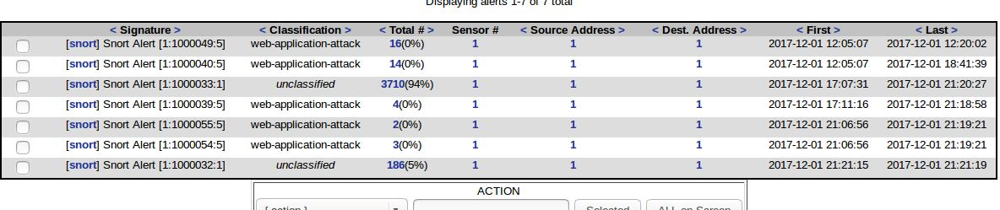 Displaying alerts 1-7 of 7 total
< Signature > < Classification > < Total # > Sensor # < Source Address > < Dest. Address > < First > < Last >
[snort] Snort Alert [1:1000049:5] web-application-attack 16(0%) 1 1 1 2017-12-01 12:05:07 2017-12-01 12:20:02
[snort] Snort Alert [1:1000040:5] web-application-attack 14(0%) 1 1 1 2017-12-01 12:05:07 2017-12-01 18:41:39
[snort] Snort Alert [1:1000033:1] unclassified 3710(94%) 1 1 1 2017-12-01 17:07:31 2017-12-01 21:20:27
[snort] Snort Alert [1:1000039:5] web-application-attack 4(0%) 1 1 1 2017-12-01 17:11:16 2017-12-01 21:18:58
[snort] Snort Alert [1:1000055:5] web-application-attack 2(0%) 1 1 1 2017-12-01 21:06:56 2017-12-01 21:19:21
[snort] Snort Alert [1:1000054:5] web-application-attack 3(0%) 1 1 1 2017-12-01 21:06:56 2017-12-01 21:19:21
[snort] Snort Alert [1:1000032:1] unclassified 186(5%) 1 1 1 2017-12-01 21:21:15 2017-12-01 21:21:19
ACTION
{ action } Selected ALL on Screen